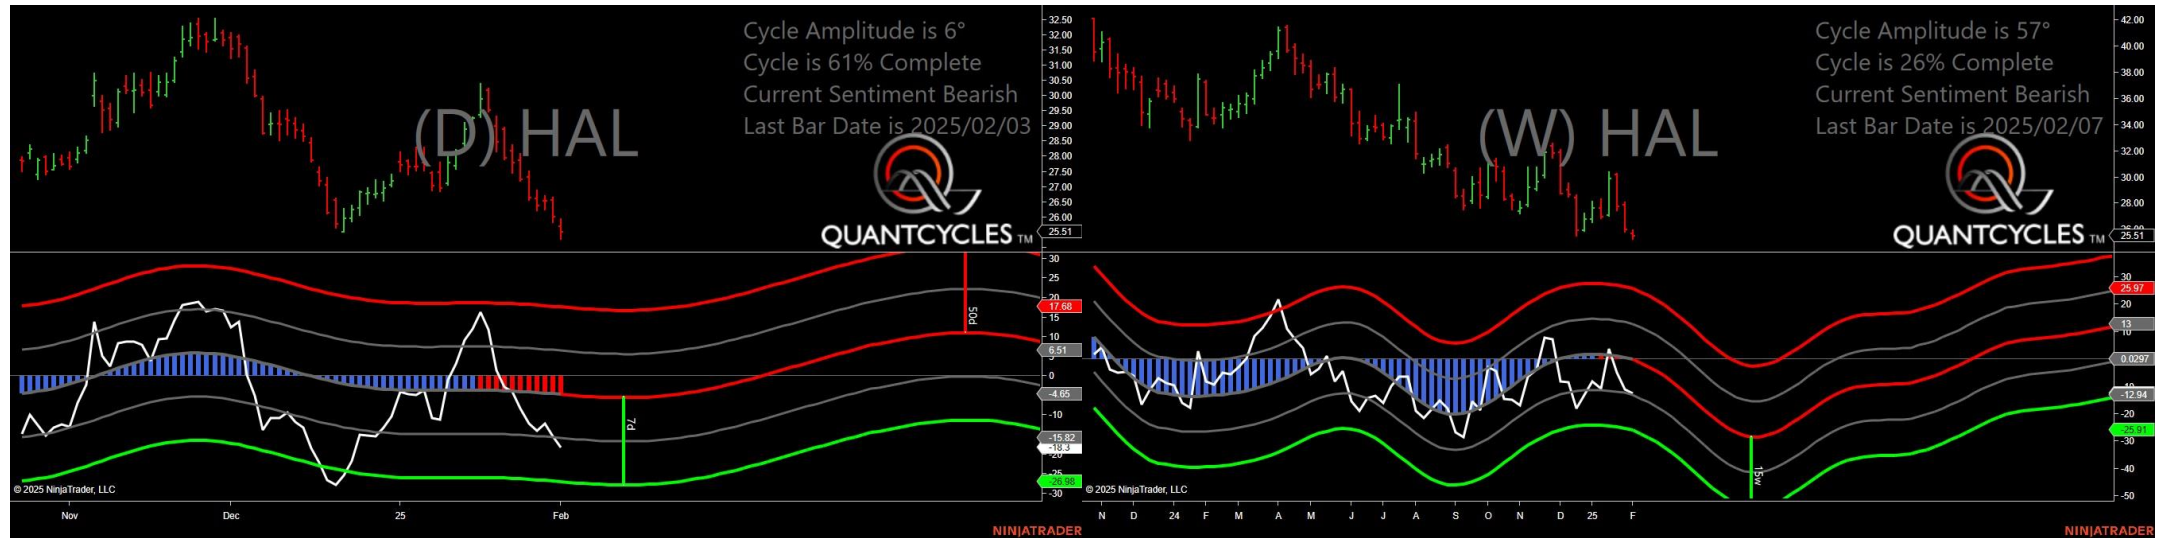 Cycle Amplitude is 6°
Cycle is 61% Complete
Current Sentiment Bearish
Last Bar Date is 2025/02/03
(D) HAL
QUANTCYCLES TM
32.50
32.00
31.50
31.00
30.50
30.00
29.50
29.00
28.50
28.00
27.50
27.00
26.50
26.00
25.51
30
25
20
17.68
15
10
6.51
5
0
-4.65
-10
-15.82
-18.3
-20
-25
-26.98
-30
50d
7d
© 2025 NinjaTrader, LLC
Nov Dec 25 Feb
NINJATRADER
Cycle Amplitude is 57°
Cycle is 26% Complete
Current Sentiment Bearish
Last Bar Date is 2025/02/07
(W) HAL
QUANTCYCLES TM
42.00
40.00
38.00
36.00
34.00
32.00
30.00
28.00
25.51
30
25.97
20
13
10
0.0297
-10
-12.94
-20
-25.91
-30
-40
-50
15w
© 2025 NinjaTrader, LLC
N D 24 F M A M J J A S O N D 25 F
NINJATRADER